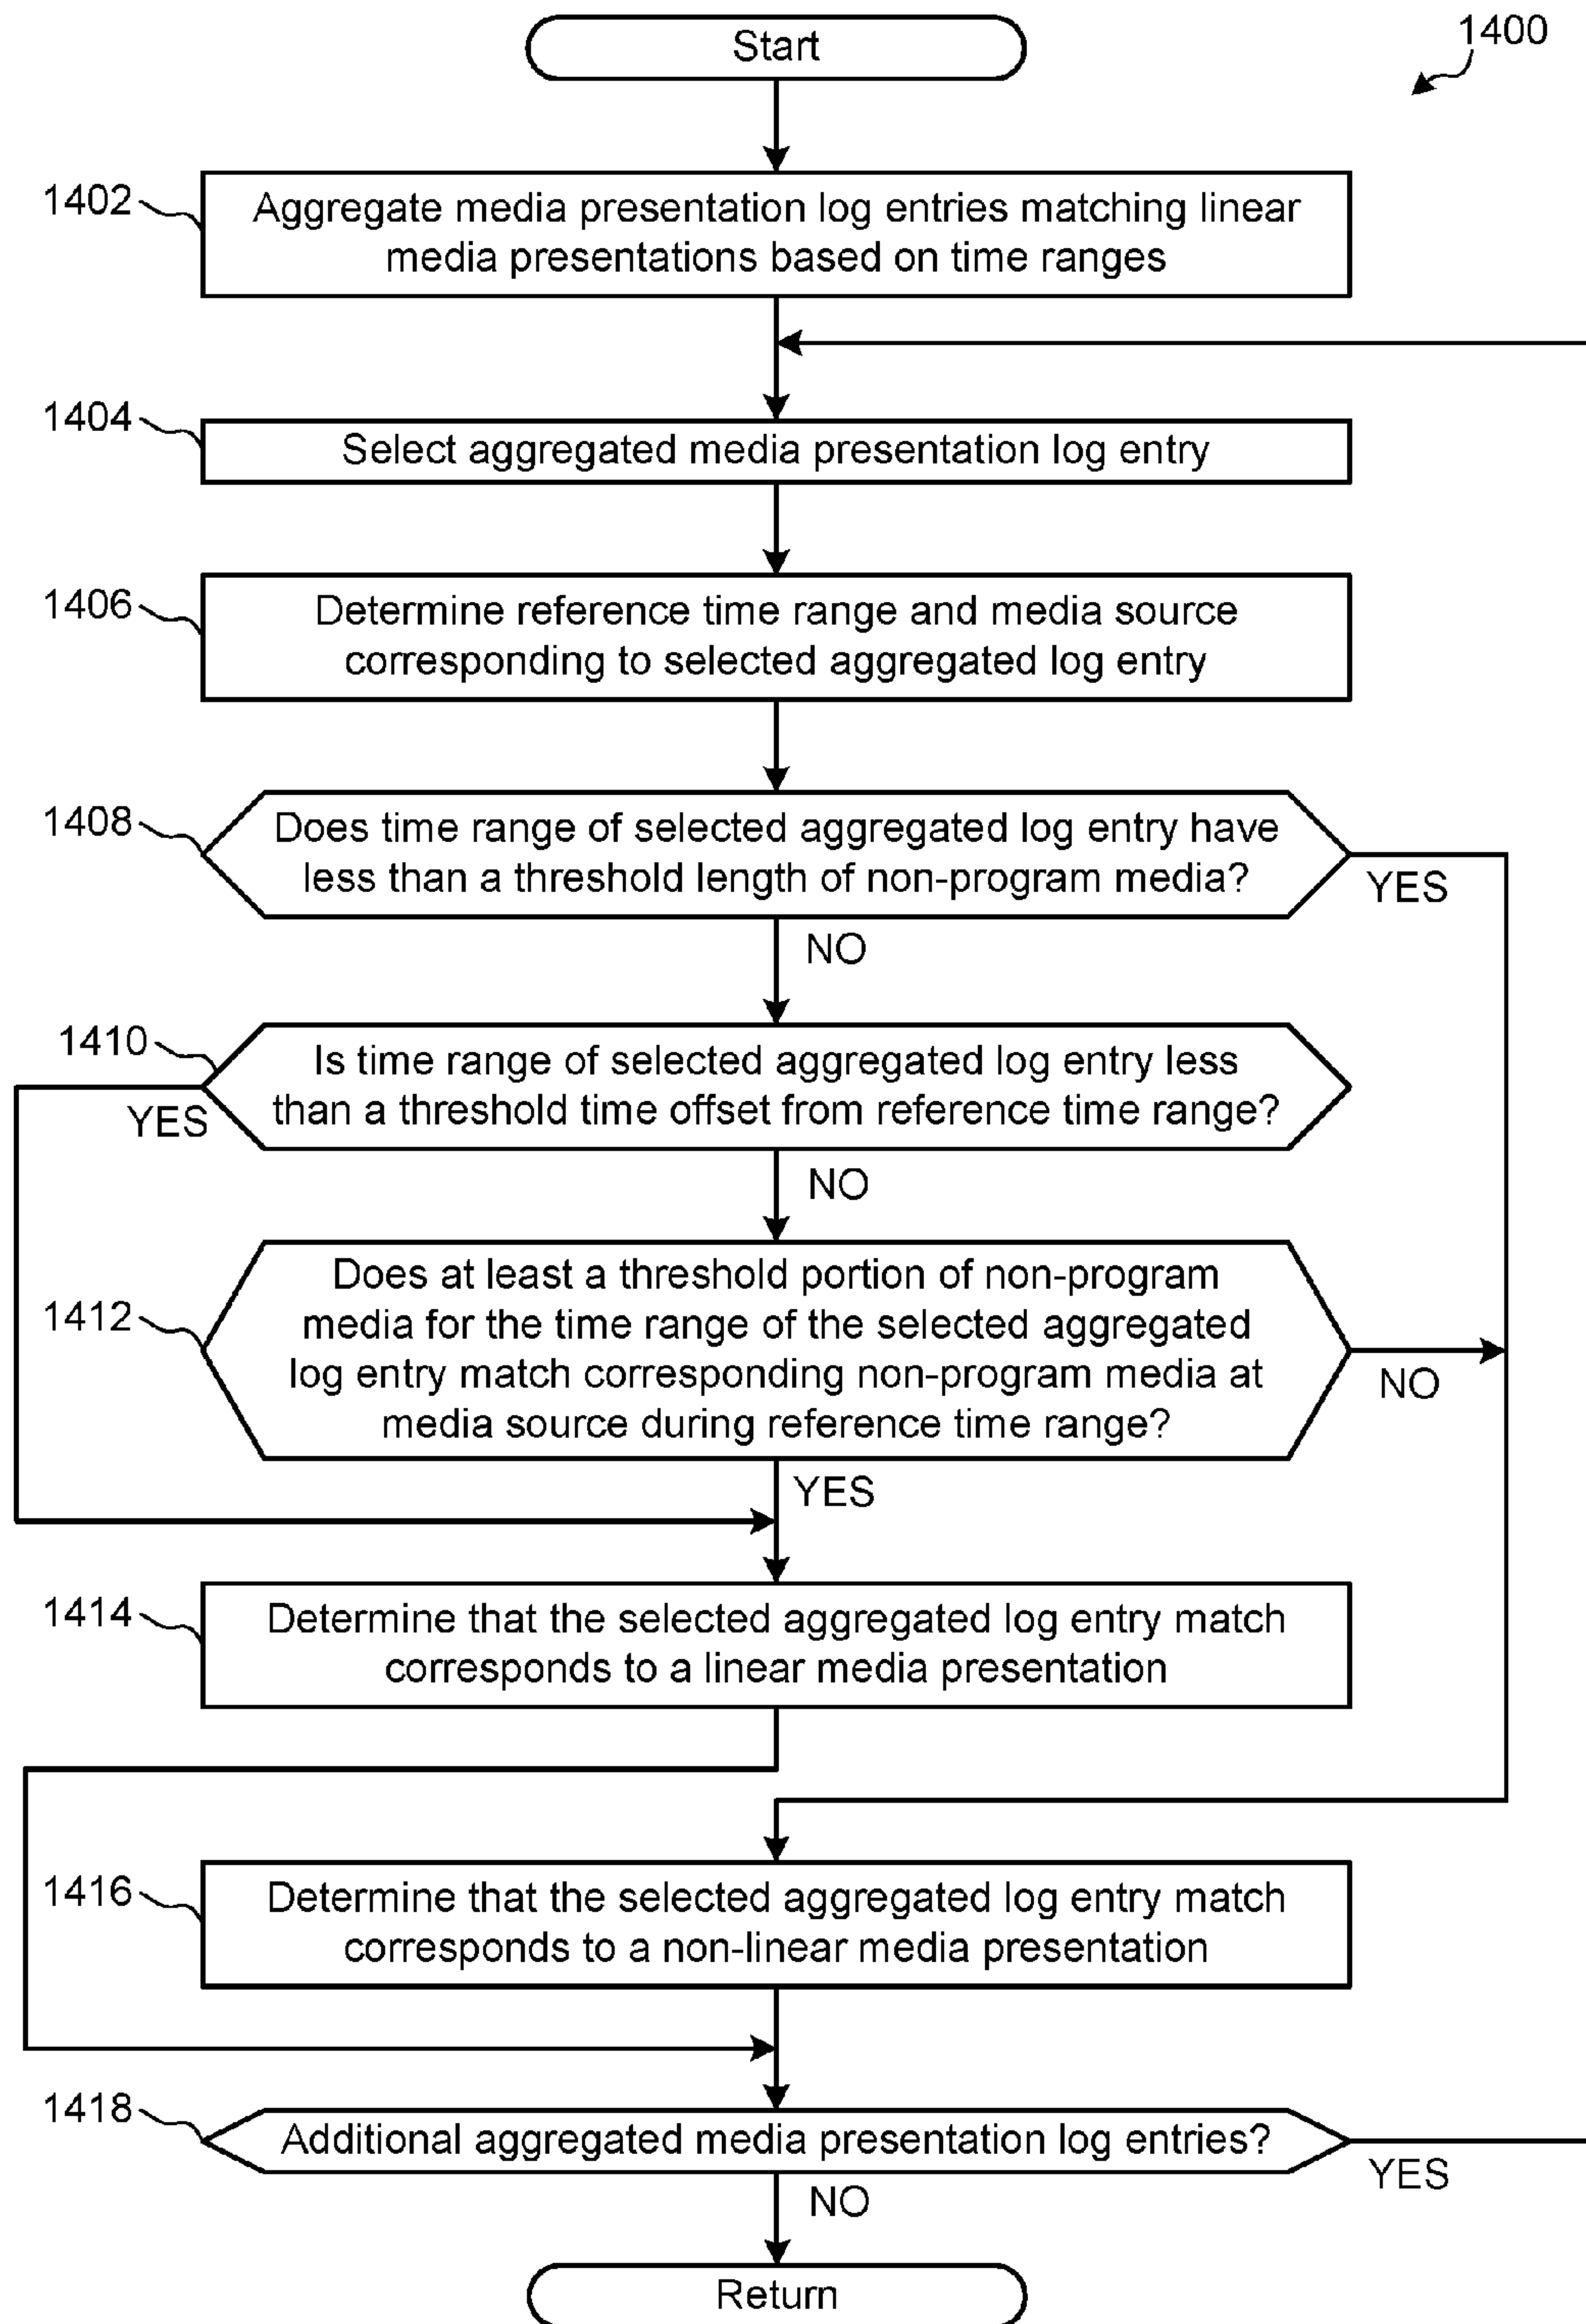 Start
1400
1402
Aggregate media presentation log entries matching linear
media presentations based on time ranges
1404
Select aggregated media presentation log entry
1406
Determine reference time range and media source
corresponding to selected aggregated log entry
1408
Does time range of selected aggregated log entry have
less than a threshold length of non-program media?
YES
NO
1410
Is time range of selected aggregated log entry less
than a threshold time offset from reference time range?
YES
NO
1412
Does at least a threshold portion of non-program
media for the time range of the selected aggregated
log entry match corresponding non-program media at
media source during reference time range?
NO
YES
1414
Determine that the selected aggregated log entry match
corresponds to a linear media presentation
1416
Determine that the selected aggregated log entry match
corresponds to a non-linear media presentation
1418
Additional aggregated media presentation log entries?
YES
NO
Return